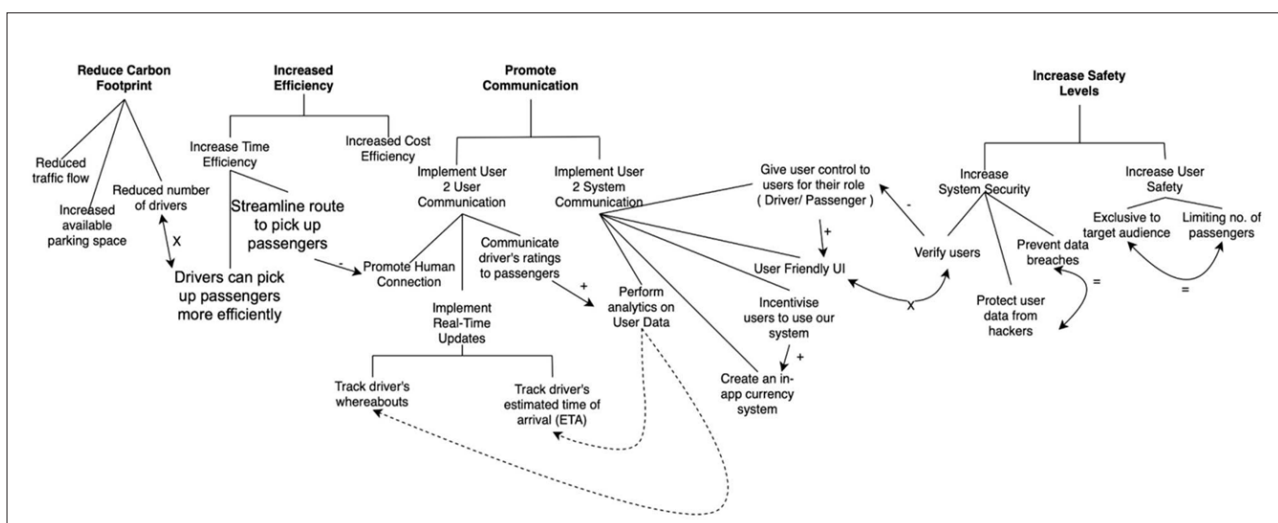 Reduce Carbon
Footprint
Increased
Efficiency
Promote
Communication
Increase Safety
Levels
Reduced
traffic flow
Increased
available
parking space
Reduced number
of drivers
X
Increase Time
Efficiency
Increased Cost
Efficiency
Streamline route
to pick up
passengers
-
Drivers can pick
up passengers
more efficiently
Implement User
2 User
Communication
Implement User
2 System
Communication
Promote Human
Connection
Communicate
driver's ratings
to passengers
+
Implement
Real-Time
Updates
Track driver's
whereabouts
Track driver's
estimated time of
arrival (ETA)
Perform
analytics on
User Data
Give user control to
users for their role
( Driver/ Passenger )
-
+
User Friendly UI
X
Incentivise
users to use our
system
+
Create an in-
app currency
system
Increase
System Security
Increase User
Safety
Verify users
Prevent data
breaches
=
Protect user
data from
hackers
Exclusive to
target audience
Limiting no. of
passengers
=